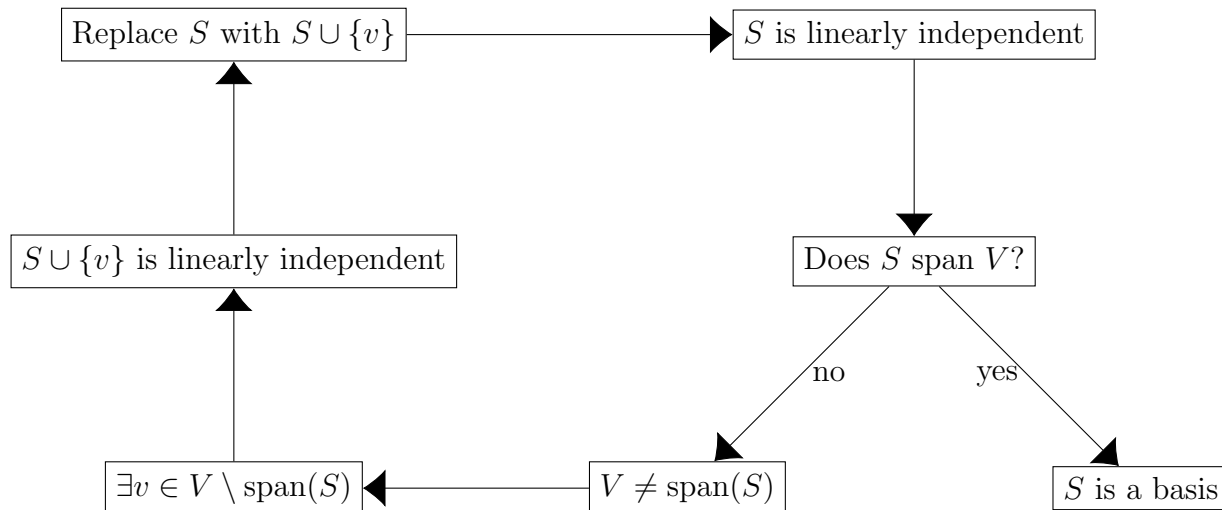 Replace S with S ∪ {v}
S is linearly independent
S ∪ {v} is linearly independent
Does S span V?
no
yes
∃v ∈ V \ span(S)
V ≠ span(S)
S is a basis